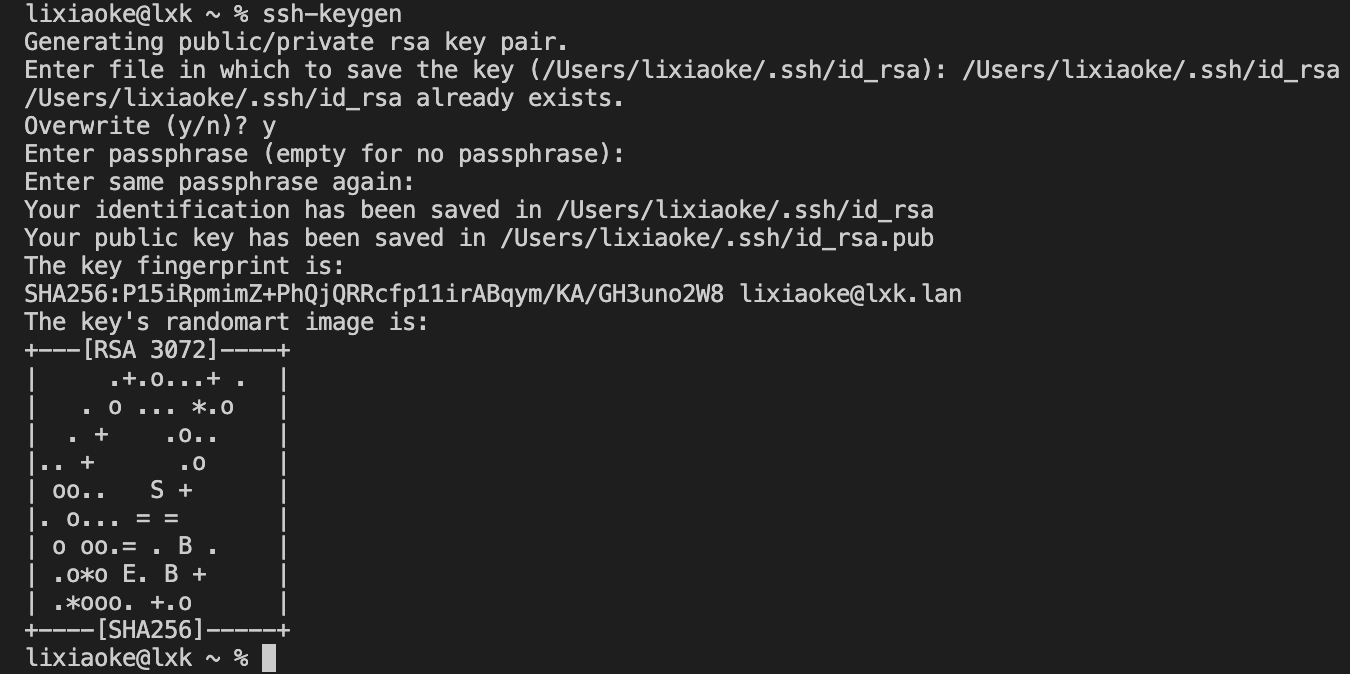 lixiaoke@lxk ~ % ssh-keygen
Generating public/private rsa key pair.
Enter file in which to save the key (/Users/lixiaoke/.ssh/id_rsa): /Users/lixiaoke/.ssh/id_rsa
/Users/lixiaoke/.ssh/id_rsa already exists.
Overwrite (y/n)? y
Enter passphrase (empty for no passphrase):
Enter same passphrase again:
Your identification has been saved in /Users/lixiaoke/.ssh/id_rsa
Your public key has been saved in /Users/lixiaoke/.ssh/id_rsa.pub
The key fingerprint is:
SHA256:P15iRpmimZ+PhQjQRRcfp11irABqym/KA/GH3uno2W8 lixiaoke@lxk.lan
The key's randomart image is:
+---[RSA 3072]----+
|     .+.o...+ .  |
|   . o ... *.o   |
|  . +    .o..    |
|.. +      .o     |
| oo..   S +      |
|. o... = =       |
| o oo.= . B .    |
| .o*o E. B +     |
| .*ooo. +.o      |
+----[SHA256]-----+
lixiaoke@lxk ~ %